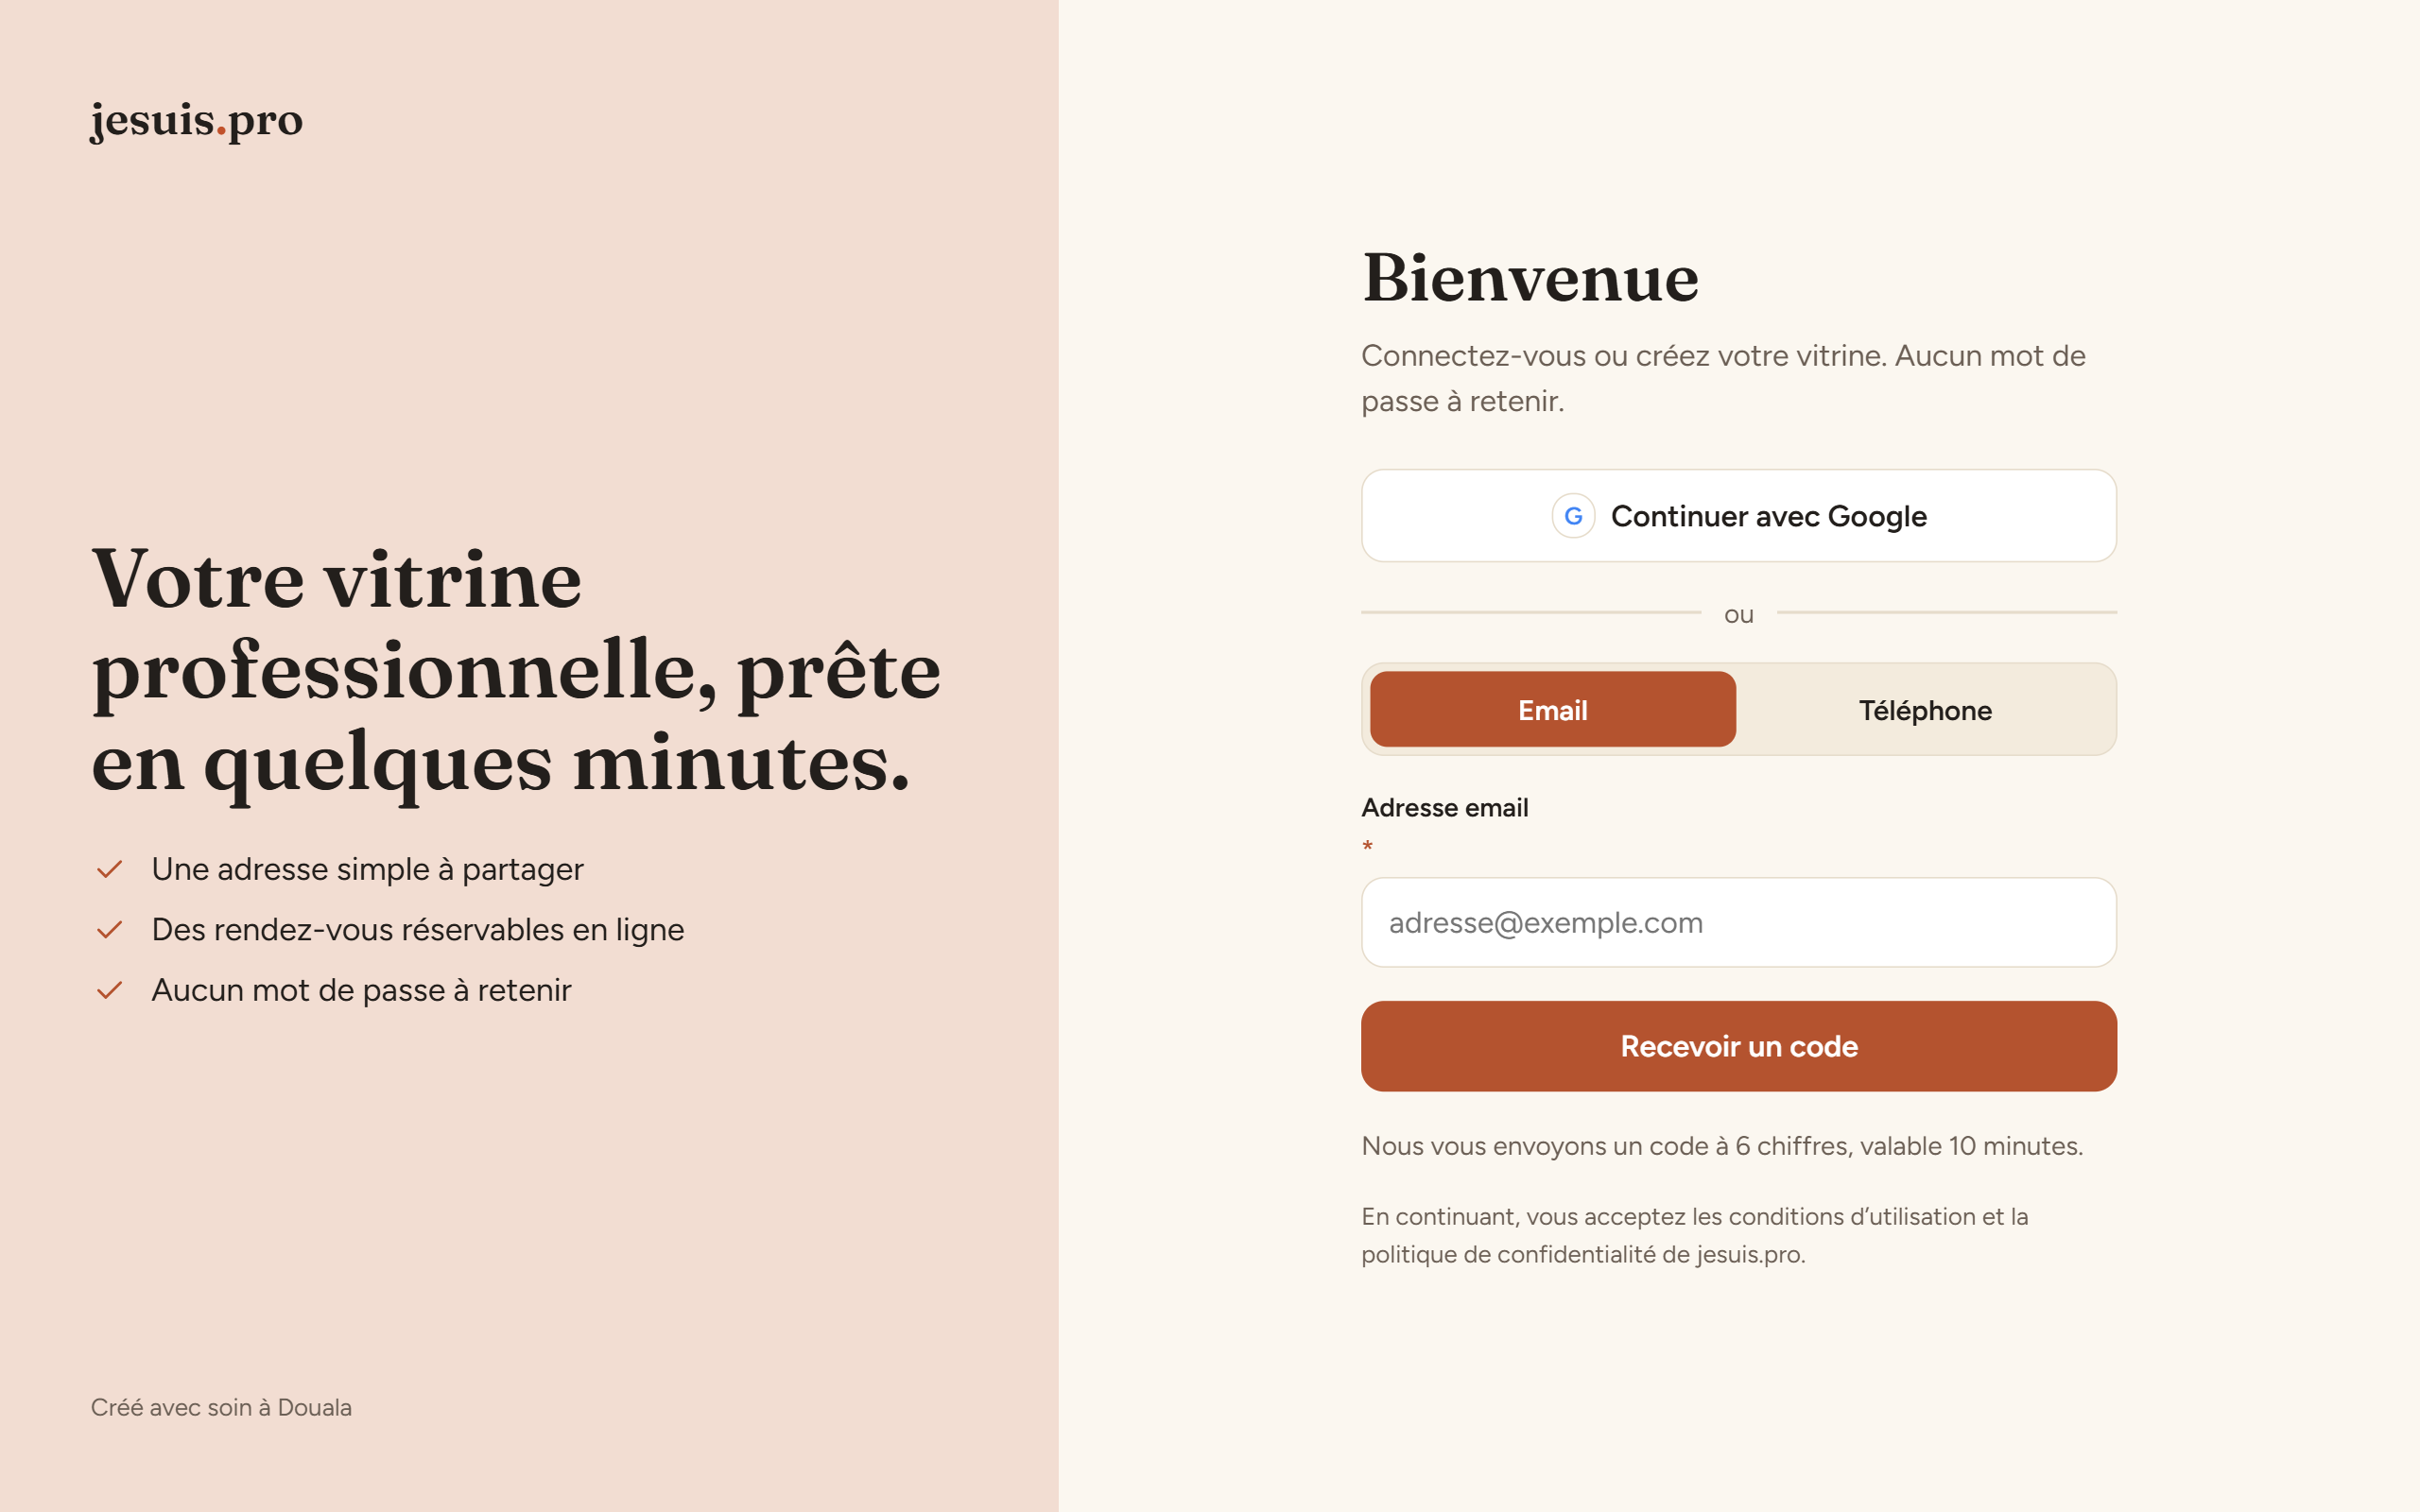 jesuis.pro
Votre vitrine
professionnelle, prête
en quelques minutes.
Une adresse simple à partager
Des rendez-vous réservables en ligne
Aucun mot de passe à retenir
Créé avec soin à Douala
Bienvenue
Connectez-vous ou créez votre vitrine. Aucun mot de
passe à retenir.
G Continuer avec Google
ou
Email Téléphone
Adresse email
*
adresse@exemple.com
Recevoir un code
Nous vous envoyons un code à 6 chiffres, valable 10 minutes.
En continuant, vous acceptez les conditions d’utilisation et la
politique de confidentialité de jesuis.pro.